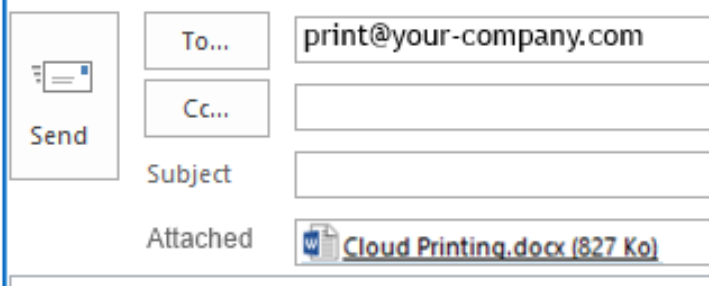 To... print@your-company.com
Cc...
Send
Subject
Attached Cloud Printing.docx (827 Ko)